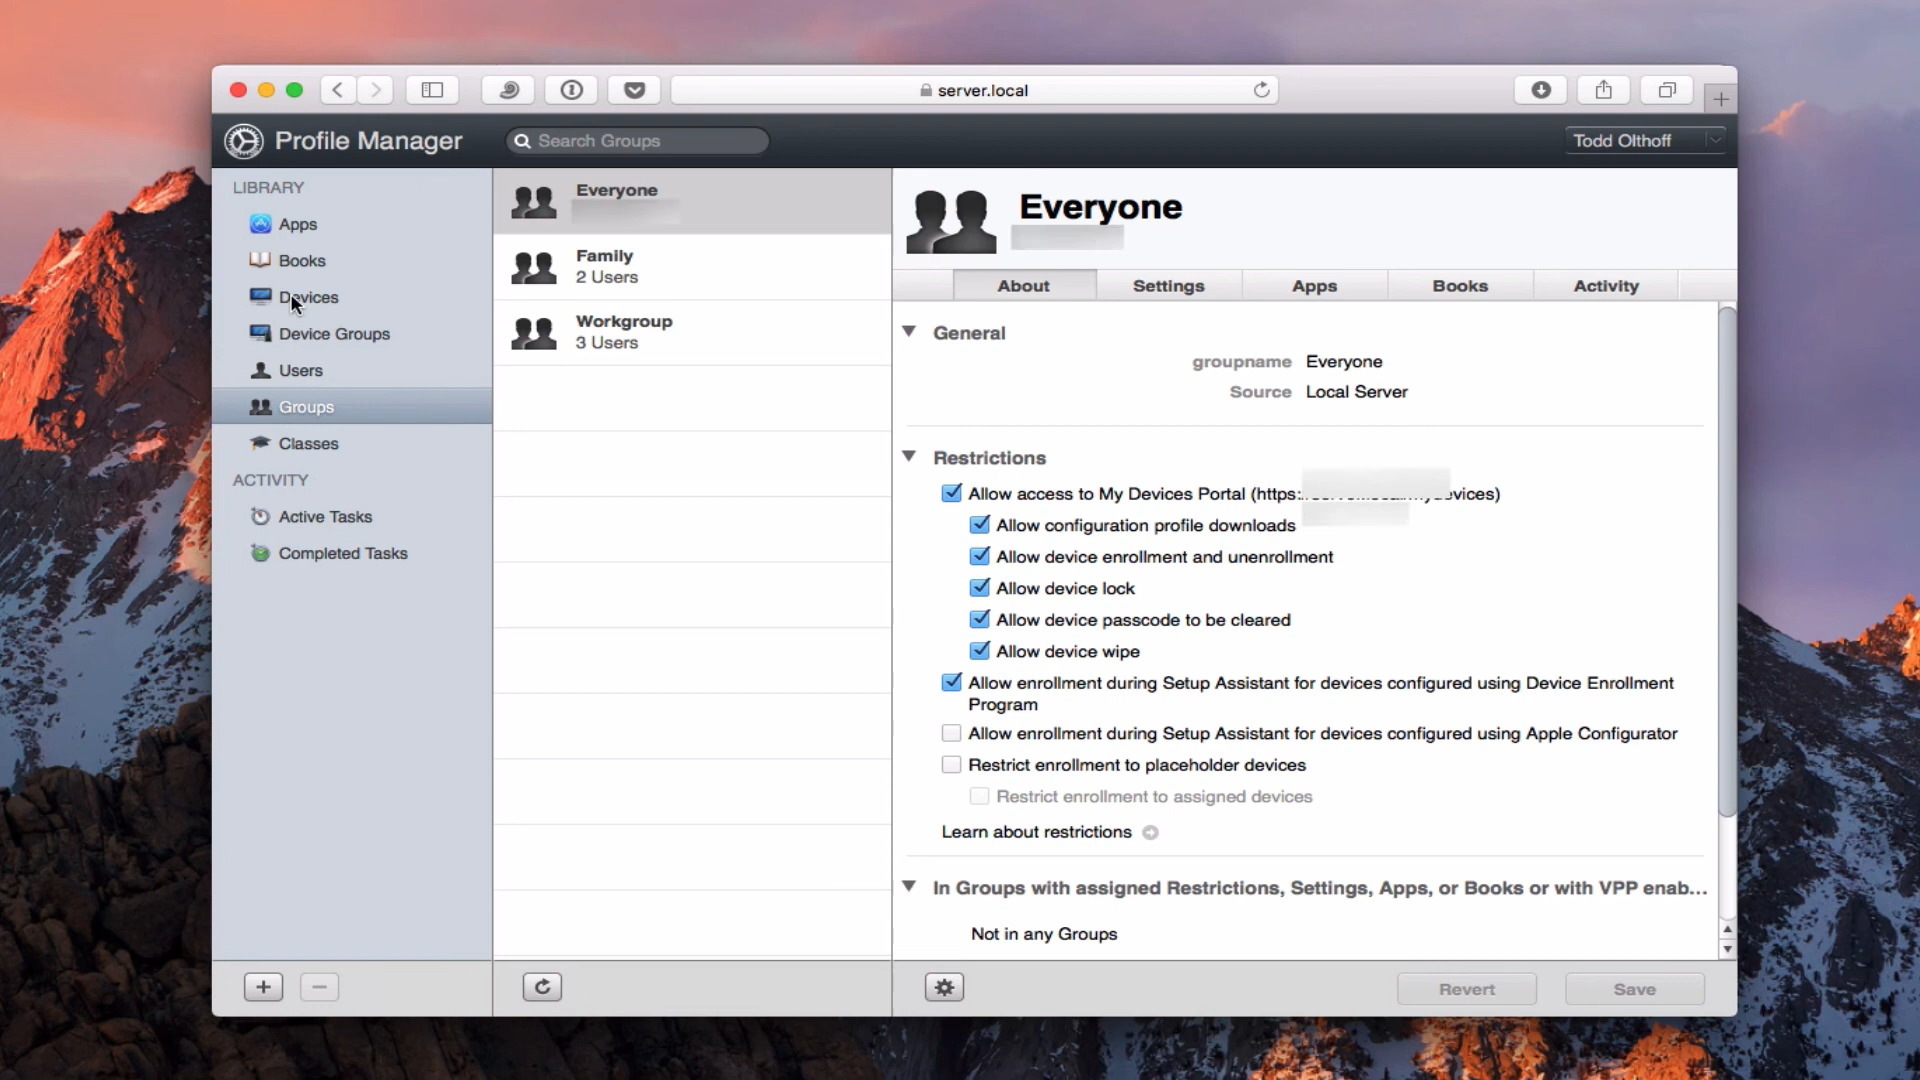 server.local
Profile Manager
Search Groups
Todd Olthoff
LIBRARY
Apps
Books
Devices
Device Groups
Users
Groups
Classes
ACTIVITY
Active Tasks
Completed Tasks
Everyone
Family
2 Users
Workgroup
3 Users
Everyone
About
Settings
Apps
Books
Activity
General
groupname Everyone
Source Local Server
Restrictions
Allow access to My Devices Portal (https:
Allow configuration profile downloads
Allow device enrollment and unenrollment
Allow device lock
Allow device passcode to be cleared
Allow device wipe
Allow enrollment during Setup Assistant for devices configured using Device Enrollment
Program
Allow enrollment during Setup Assistant for devices configured using Apple Configurator
Restrict enrollment to placeholder devices
Restrict enrollment to assigned devices
Learn about restrictions
In Groups with assigned Restrictions, Settings, Apps, or Books or with VPP enab...
Not in any Groups
Revert
Save